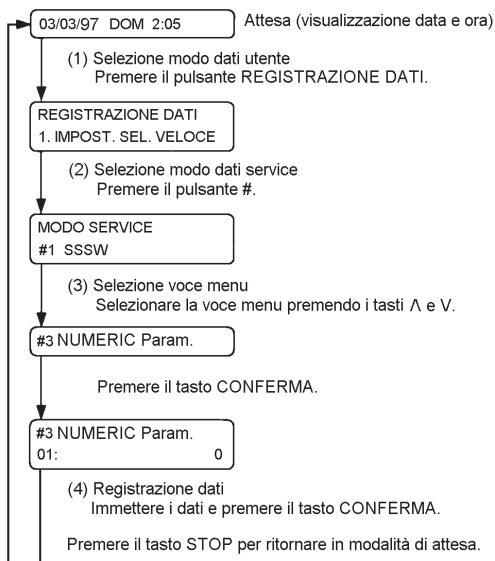 03/03/97 DOM 2:05 Attesa (visualizzazione data e ora)
(1) Selezione modo dati utente
Premere il pulsante REGISTRAZIONE DATI.
REGISTRAZIONE DATI
1. IMPOST. SEL. VELOCE
(2) Selezione modo dati service
Premere il pulsante #.
MODO SERVICE
#1 SSSW
(3) Selezione voce menu
Selezionare la voce menu premendo i tasti Λ e V.
#3 NUMERIC Param.
Premere il tasto CONFERMA.
#3 NUMERIC Param.
01: 0
(4) Registrazione dati
Immettere i dati e premere il tasto CONFERMA.
Premere il tasto STOP per ritornare in modalità di attesa.